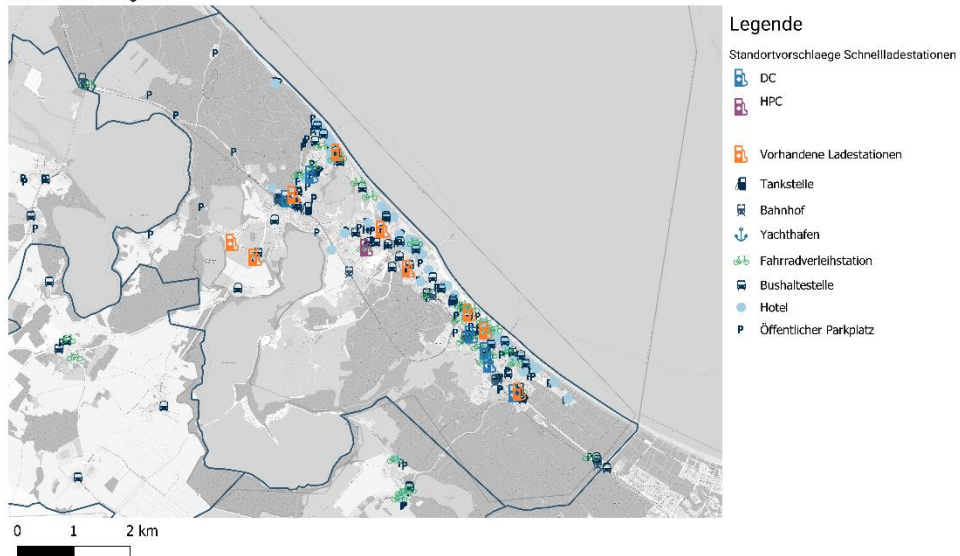 Legende
Standortvorschlaege Schnellladestationen
DC
HPC
Vorhandene Ladestationen
Tankstelle
Bahnhof
Yachthafen
Fahrradverleihstation
Bushaltestelle
Hotel
P Öffentlicher Parkplatz
0 1 2 km